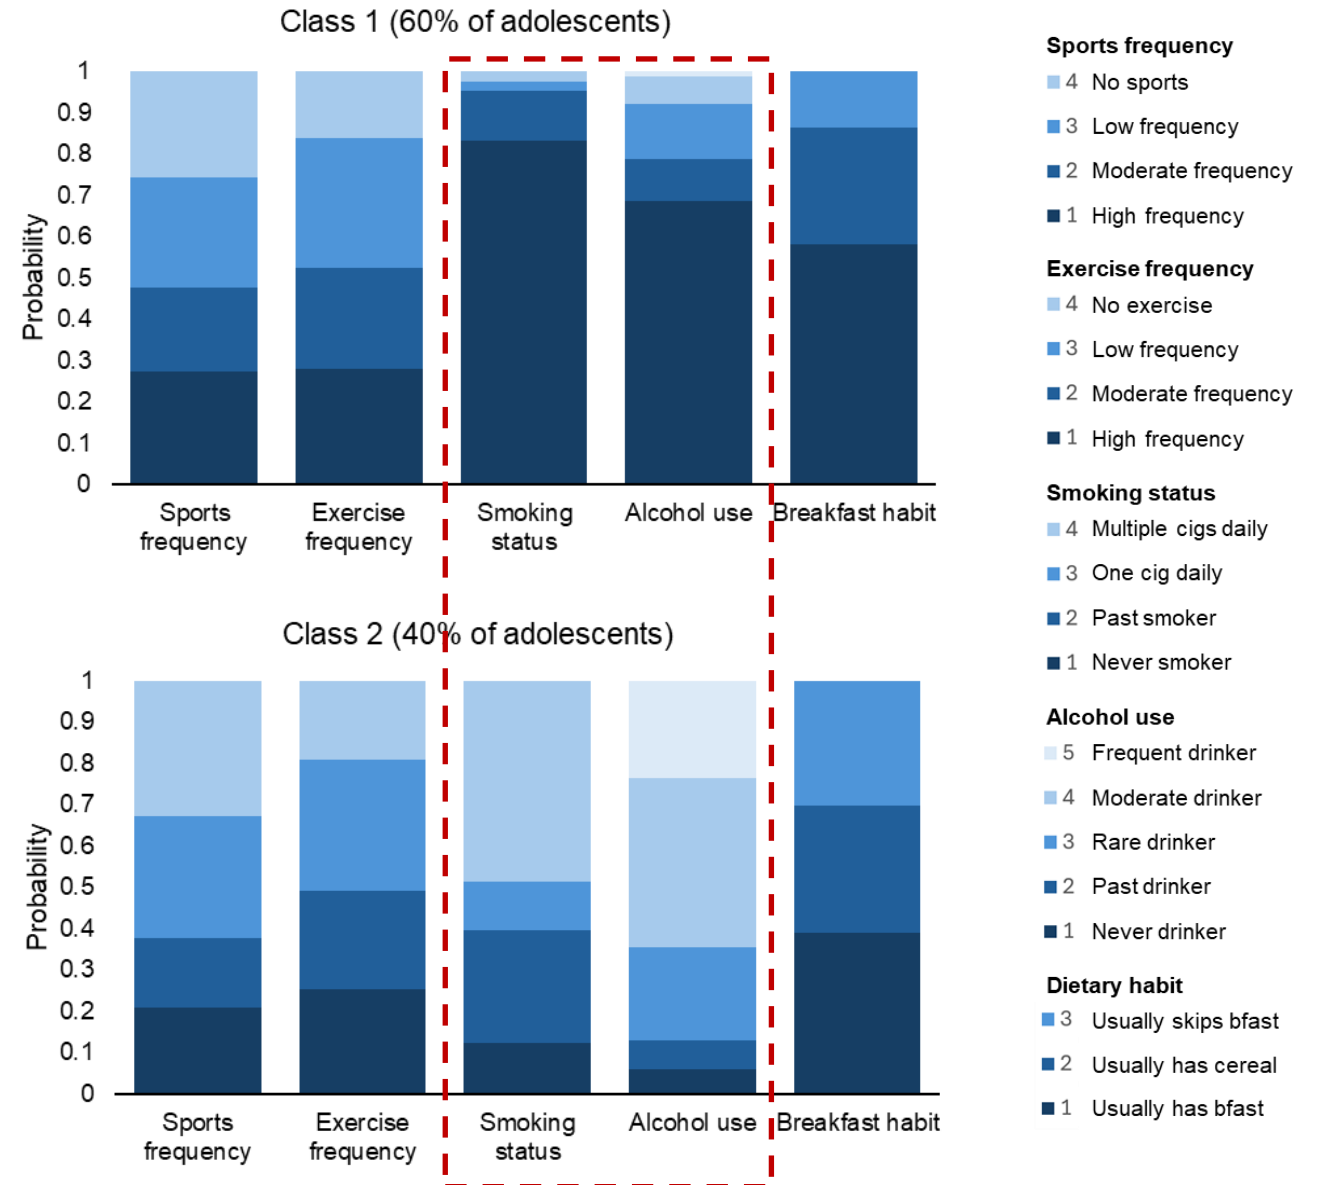 Class 1 (60% of adolescents)
Probability
1
0.9
0.8
0.7
0.6
0.5
0.4
0.3
0.2
0.1
0
Sports
frequency
Exercise
frequency
Smoking
status
Alcohol use
Breakfast habit
Class 2 (40% of adolescents)
Probability
1
0.9
0.8
0.7
0.6
0.5
0.4
0.3
0.2
0.1
0
Sports
frequency
Exercise
frequency
Smoking
status
Alcohol use
Breakfast habit
Sports frequency
4 No sports
3 Low frequency
2 Moderate frequency
1 High frequency
Exercise frequency
4 No exercise
3 Low frequency
2 Moderate frequency
1 High frequency
Smoking status
4 Multiple cigs daily
3 One cig daily
2 Past smoker
1 Never smoker
Alcohol use
5 Frequent drinker
4 Moderate drinker
3 Rare drinker
2 Past drinker
1 Never drinker
Dietary habit
3 Usually skips bfast
2 Usually has cereal
1 Usually has bfast